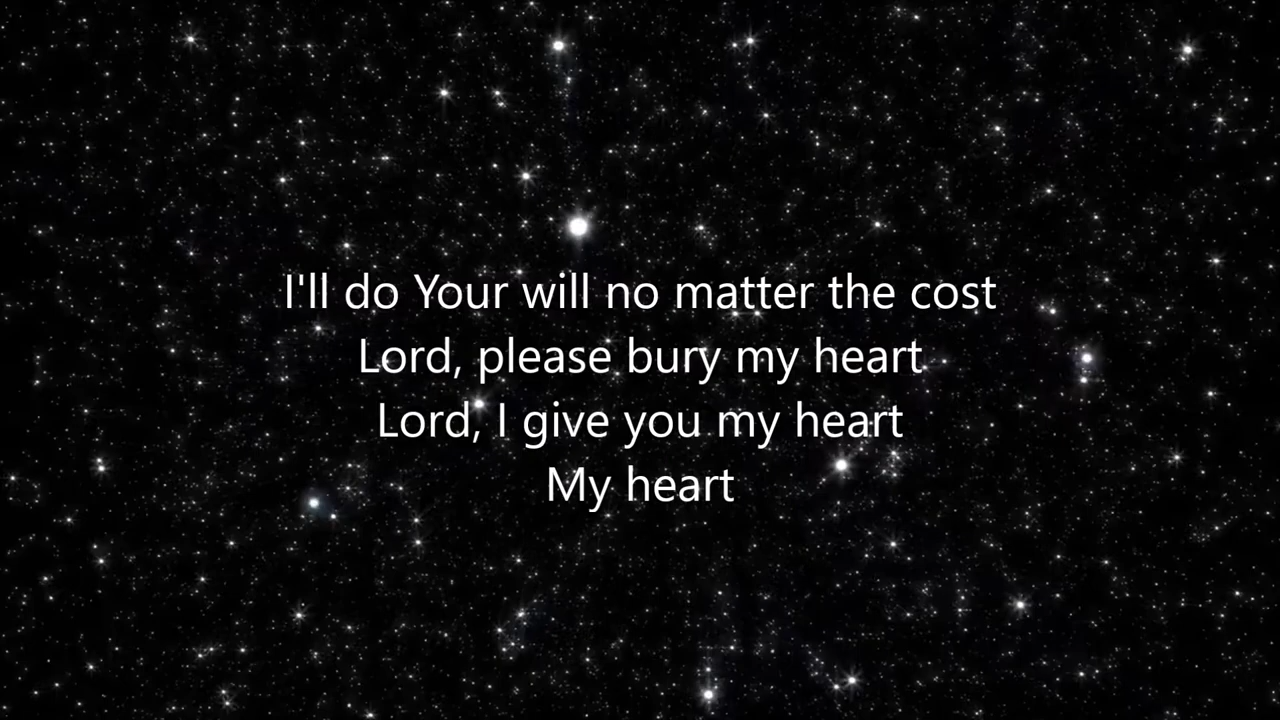 I'll do Your will no matter the cost
Lord, please bury my heart
Lord, I give you my heart
My heart